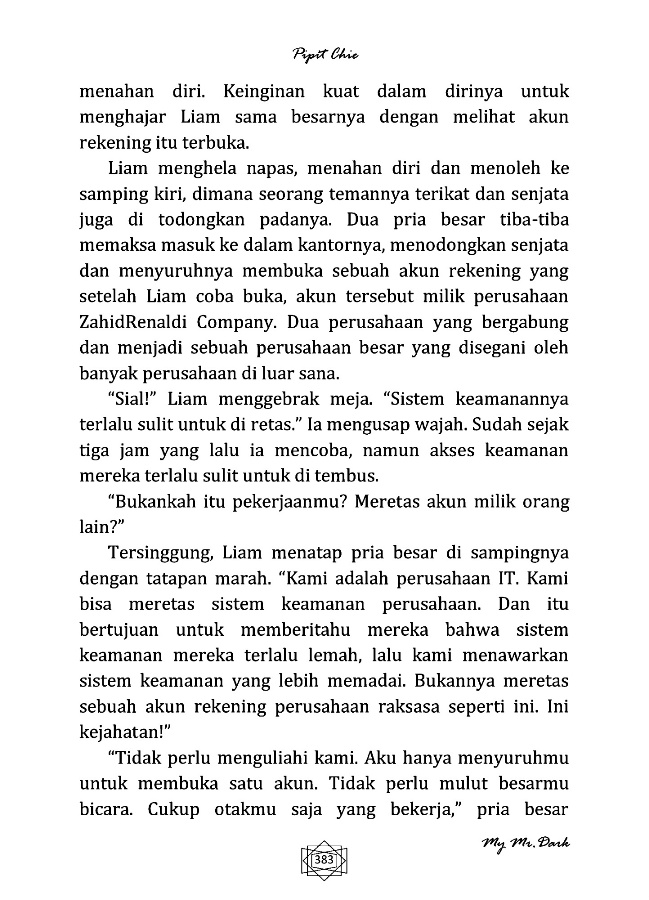 Pipit Chie
menahan diri. Keinginan kuat dalam dirinya untuk
menghajar Liam sama besarnya dengan melihat akun
rekening itu terbuka.
Liam menghela napas, menahan diri dan menoleh ke
samping kiri, dimana seorang temannya terikat dan senjata
juga di todongkan padanya. Dua pria besar tiba-tiba
memaksa masuk ke dalam kantornya, menodongkan senjata
dan menyuruhnya membuka sebuah akun rekening yang
setelah Liam coba buka, akun tersebut milik perusahaan
ZahidRenaldi Company. Dua perusahaan yang bergabung
dan menjadi sebuah perusahaan besar yang disegani oleh
banyak perusahaan di luar sana.
“Sial!” Liam menggebrak meja. “Sistem keamanannya
terlalu sulit untuk di retas.” Ia mengusap wajah. Sudah sejak
tiga jam yang lalu ia mencoba, namun akses keamanan
mereka terlalu sulit untuk di tembus.
“Bukankah itu pekerjaanmu? Meretas akun milik orang
lain?”
Tersinggung, Liam menatap pria besar di sampingnya
dengan tatapan marah. “Kami adalah perusahaan IT. Kami
bisa meretas sistem keamanan perusahaan. Dan itu
bertujuan untuk memberitahu mereka bahwa sistem
keamanan mereka terlalu lemah, lalu kami menawarkan
sistem keamanan yang lebih memadai. Bukannya meretas
sebuah akun rekening perusahaan raksasa seperti ini. Ini
kejahatan!”
“Tidak perlu menguliahi kami. Aku hanya menyuruhmu
untuk membuka satu akun. Tidak perlu mulut besarmu
bicara. Cukup otakmu saja yang bekerja,” pria besar
My Mr. Dark
383